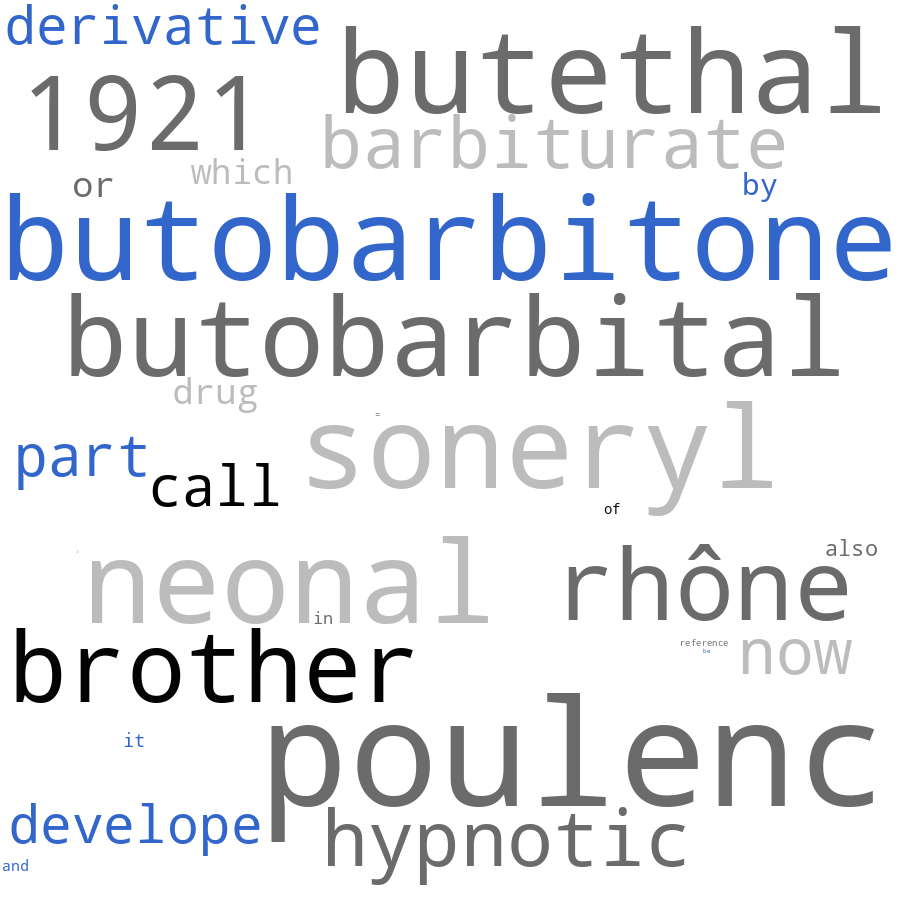 derivative
butethal
1921
barbiturate
which
or
by
butobarbitone
butobarbital
drug
=
soneryl
part
call
of
neonal
rhône
also
in
brother
reference
be
now
poulenc
it
develope
hypnotic
and